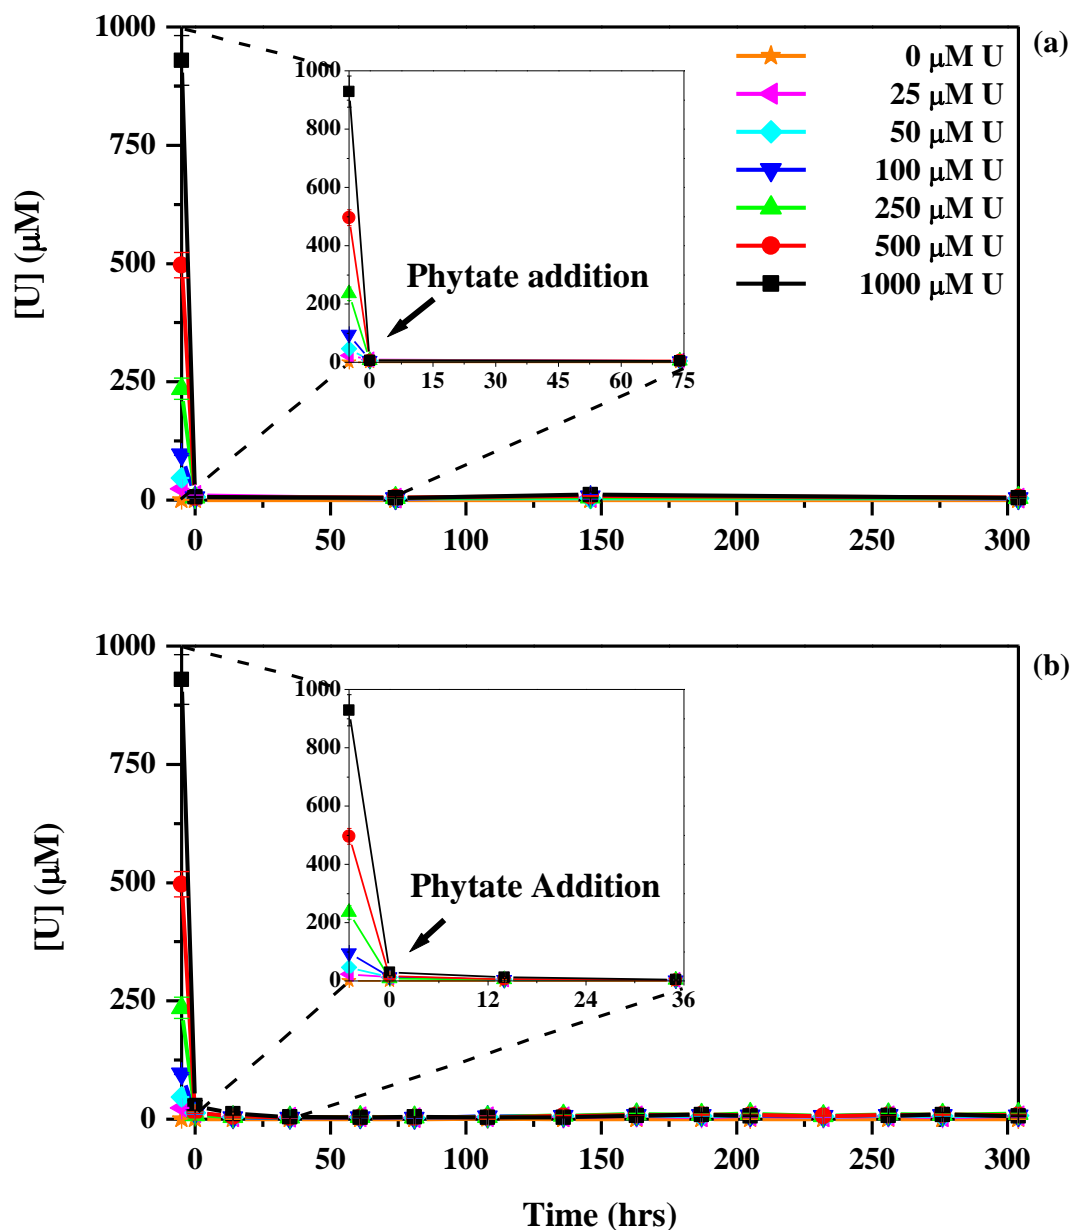 (a)
1000
750
500
250
0
[U] (µM)
0 µM U
25 µM U
50 µM U
100 µM U
250 µM U
500 µM U
1000 µM U
1000
800
600
400
200
0
Phytate addition
0 15 30 45 60 75
0 50 100 150 200 250 300
(b)
1000
750
500
250
0
[U] (µM)
1000
800
600
400
200
0
Phytate Addition
0 12 24 36
0 50 100 150 200 250 300
Time (hrs)